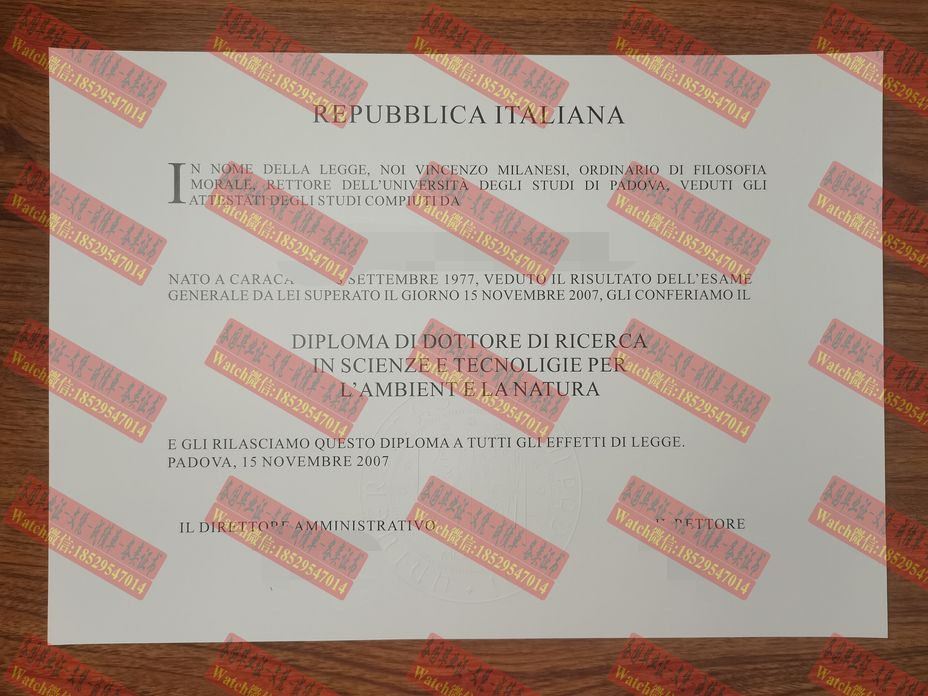 REPUBBLICA ITALIANA
IN NOME DELLA LEGGE, NOI VINCENZO MILANESI, ORDINARIO DI FILOSOFIA
MORALE, RETTORE DELL'UNIVERSITÀ DEGLI STUDI DI PADOVA, VEDUTI GLI
ATTESTATI DEGLI STUDI COMPIUTI DA
NATO A CARACA SETTEMBRE 1977, VEDUTO IL RISULTATO DELL'ESAME
GENERALE DA LEI SUPERATO IL GIORNO 15 NOVEMBRE 2007, GLI CONFERIAMO IL
DIPLOMA DI DOTTORE DI RICERCA
IN SCIENZE E TECNOLIGIE PER
L'AMBIENT E LA NATURA
E GLI RILASCIAMO QUESTO DIPLOMA A TUTTI GLI EFFETTI DI LEGGE.
PADOVA, 15 NOVEMBRE 2007
IL DIRETTORE AMMINISTRATIVO
IL RETTORE
Watch微信:18529547014